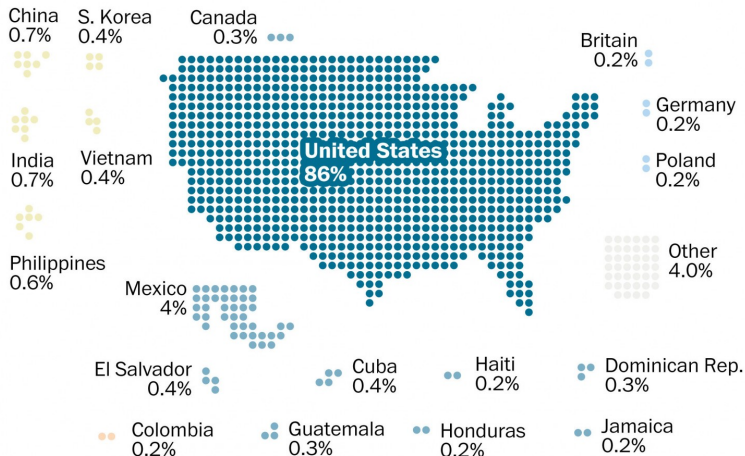 China
0.7%
S. Korea
0.4%
Canada
0.3%
Britain
0.2%
Germany
0.2%
United States
86%
India
0.7%
Vietnam
0.4%
Poland
0.2%
Philippines
0.6%
Other
4.0%
Mexico
4%
El Salvador
0.4%
Cuba
0.4%
Haiti
0.2%
Dominican Rep.
0.3%
Colombia
0.2%
Guatemala
0.3%
Honduras
0.2%
Jamaica
0.2%